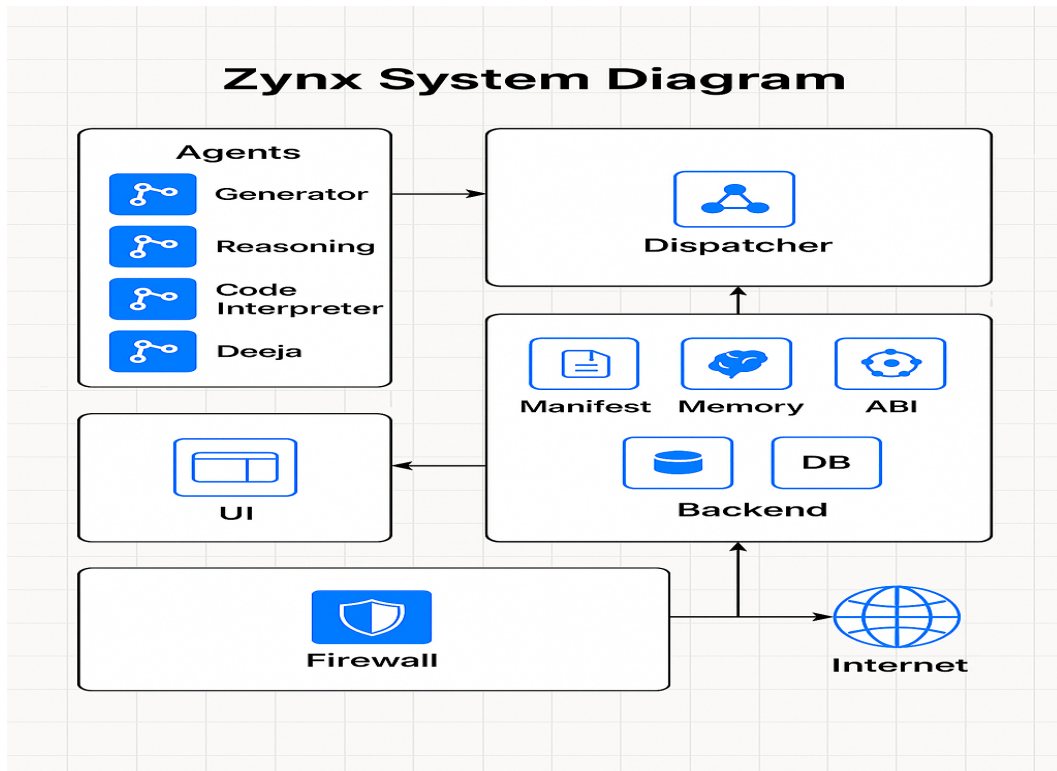 Zynx System Diagram
Agents
Generator
Reasoning
Code
Interpreter
Deeja
Dispatcher
Manifest
Memory
ABI
DB
Backend
UI
Firewall
Internet